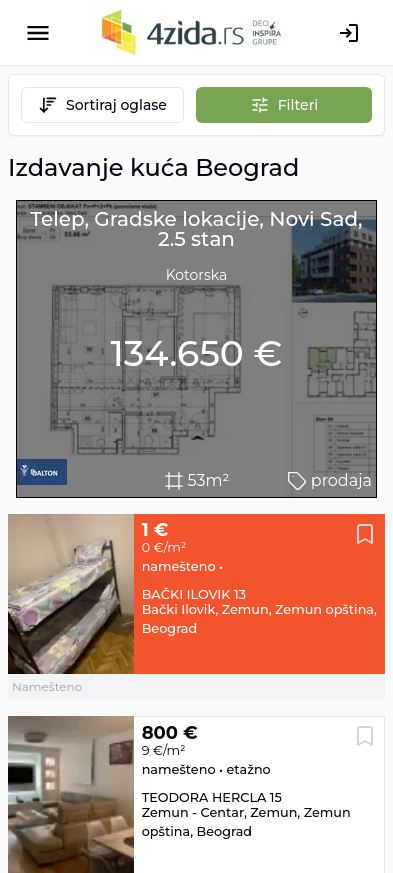 4zida.rs
DEO
INSPIRA
GRUPE
Sortiraj oglase
Filteri
Izdavanje kuća Beograd
Telep, Gradske lokacije, Novi Sad,
2.5 stan
Kotorska
134.650 €
DALTON
53m²
prodaja
1 €
0 €/m²
namešteno •
BAČKI ILOVIK 13
Bački Ilovik, Zemun, Zemun opština,
Beograd
Namešteno
800 €
9 €/m²
namešteno • etažno
TEODORA HERCLA 15
Zemun - Centar, Zemun, Zemun
opština, Beograd